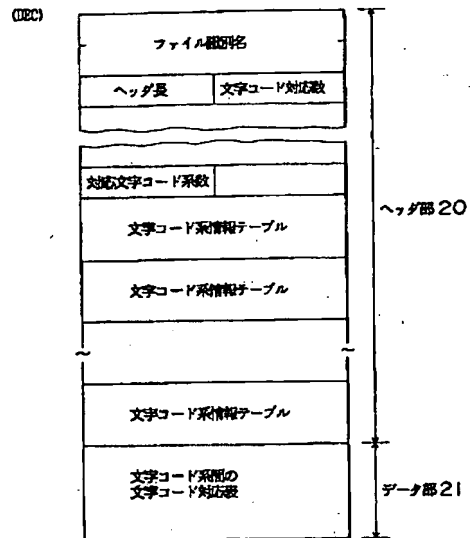 (DEC)
ファイル識別名
ヘッダ長 文字コード対応数
対応文字コード系数
文字コード系情報テーブル
文字コード系情報テーブル
文字コード系情報テーブル
ヘッダ部20
文字コード系間の
文字コード対応表
データ部21